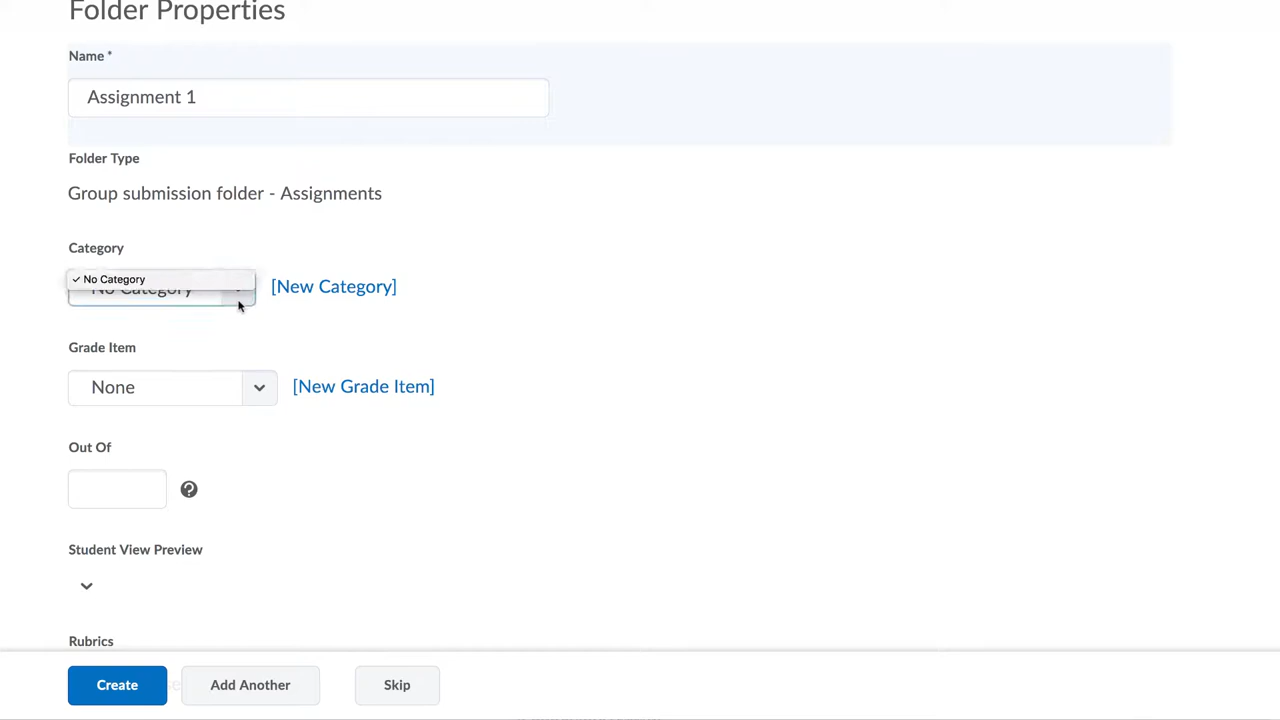 Folder Properties
Name *
Assignment 1
Folder Type
Group submission folder - Assignments
Category
✓ No Category
No Category
[New Category]
Grade Item
None
[New Grade Item]
Out Of
Student View Preview
Rubrics
Create
Add Another
Skip